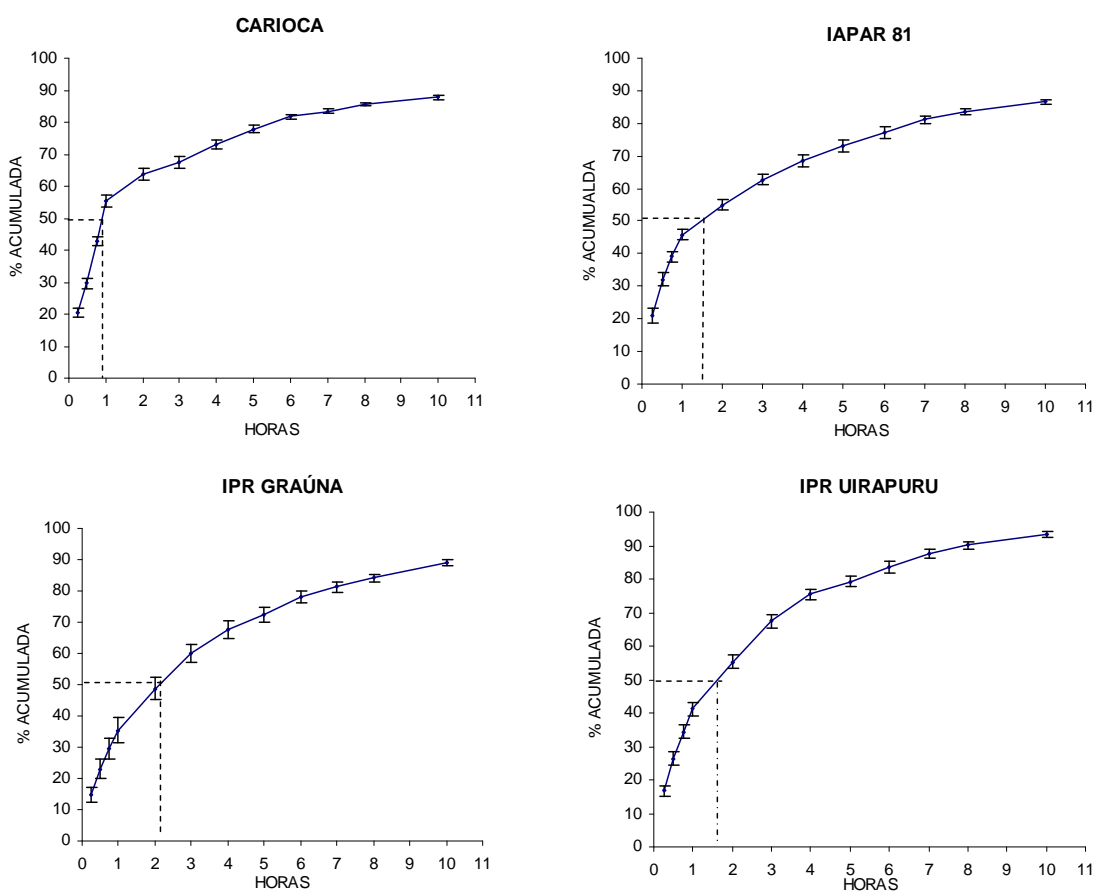 CARIOCA
100
90
80
70
60
50
40
30
20
10
0
% ACUMULADA
0 1 2 3 4 5 6 7 8 9 10 11
HORAS
IAPAR 81
100
90
80
70
60
50
40
30
20
10
0
% ACUMUALDA
0 1 2 3 4 5 6 7 8 9 10 11
HORAS
IPR GRAÚNA
100
90
80
70
60
50
40
30
20
10
0
% ACUMULADA
0 1 2 3 4 5 6 7 8 9 10 11
HORAS
IPR UIRAPURU
100
90
80
70
60
50
40
30
20
10
0
% ACUMULADA
0 1 2 3 4 5 6 7 8 9 10 11
HORAS